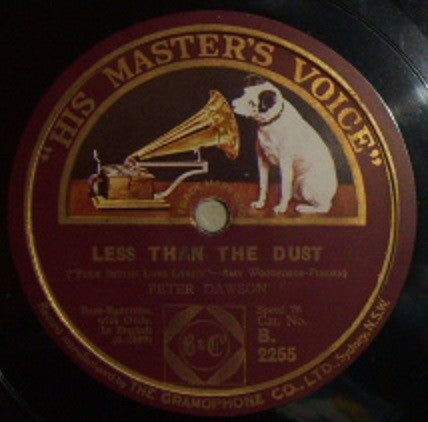 "HIS MASTER'S VOICE"
LESS THAN THE DUST
("FOUR INDIAN LOVE LYRICS"—AMY WOODFORDE-FINDEN)
PETER DAWSON
Bass-Baritone,
with Orch.
In English
Speed 78
Cat. No.
B.
2255
THE GRAMOPHONE CO., LTD. Sydney, N.S.W.